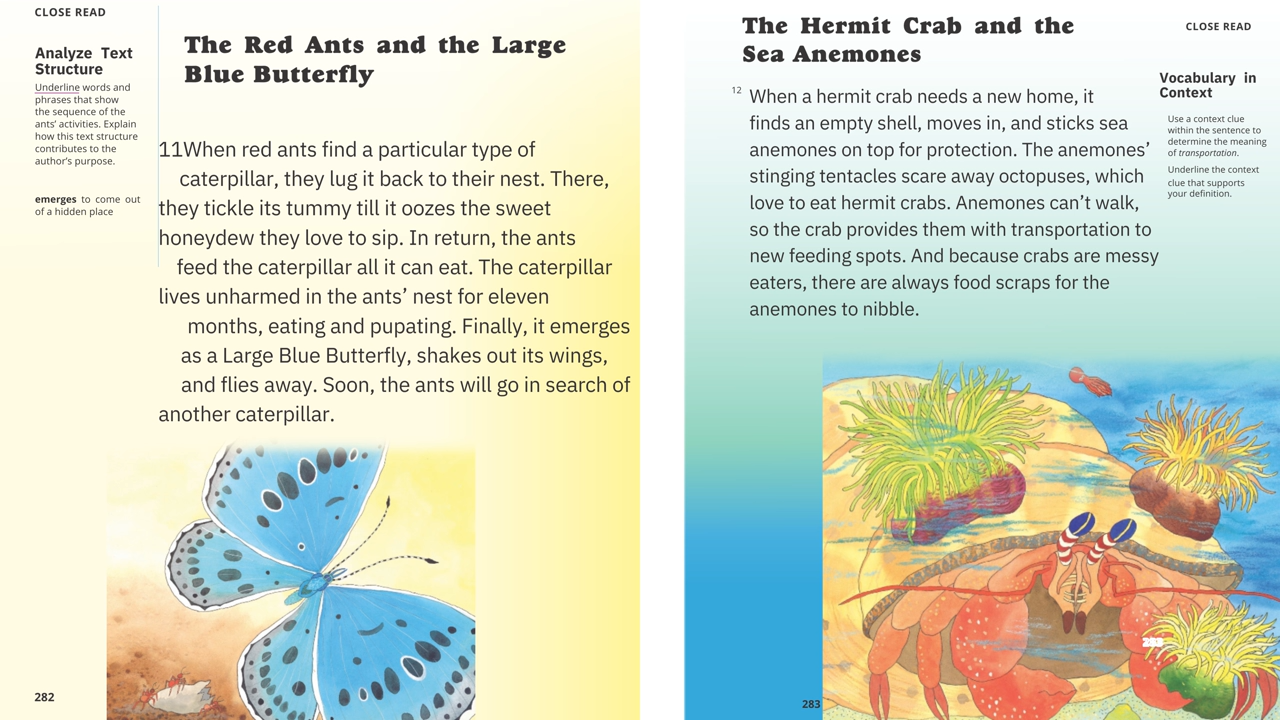 CLOSE READ
Analyze Text
Structure
Underline words and
phrases that show
the sequence of the
ants’ activities. Explain
how this text structure
contributes to the
author’s purpose.
emerges to come out
of a hidden place
The Red Ants and the Large
Blue Butterfly
11When red ants find a particular type of
caterpillar, they lug it back to their nest. There,
they tickle its tummy till it oozes the sweet
honeydew they love to sip. In return, the ants
feed the caterpillar all it can eat. The caterpillar
lives unharmed in the ants’ nest for eleven
months, eating and pupating. Finally, it emerges
as a Large Blue Butterfly, shakes out its wings,
and flies away. Soon, the ants will go in search of
another caterpillar.
282
The Hermit Crab and the
Sea Anemones
12 When a hermit crab needs a new home, it
finds an empty shell, moves in, and sticks sea
anemones on top for protection. The anemones’
stinging tentacles scare away octopuses, which
love to eat hermit crabs. Anemones can’t walk,
so the crab provides them with transportation to
new feeding spots. And because crabs are messy
eaters, there are always food scraps for the
anemones to nibble.
CLOSE READ
Vocabulary in
Context
Use a context clue
within the sentence to
determine the meaning
of transportation.
Underline the context
clue that supports
your definition.
283